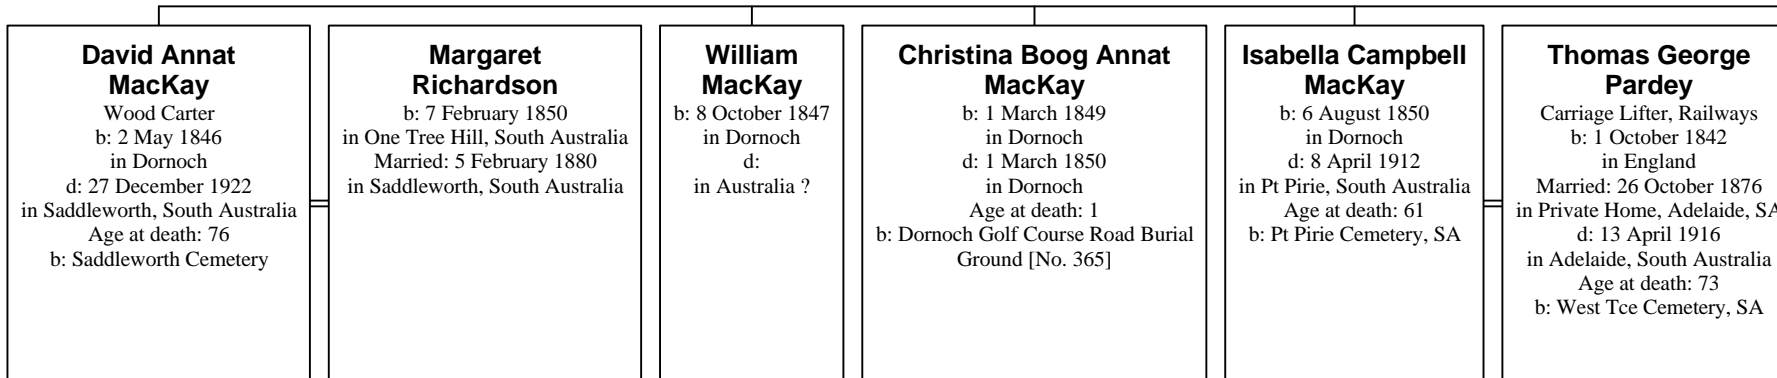 David Annat
MacKay
Wood Carter
b: 2 May 1846
in Dornoch
d: 27 December 1922
in Saddleworth, South Australia
Age at death: 76
b: Saddleworth Cemetery
Margaret
Richardson
b: 7 February 1850
in One Tree Hill, South Australia
Married: 5 February 1880
in Saddleworth, South Australia
William
MacKay
b: 8 October 1847
in Dornoch
d:
in Australia ?
Christina Boog Annat
MacKay
b: 1 March 1849
in Dornoch
d: 1 March 1850
in Dornoch
Age at death: 1
b: Dornoch Golf Course Road Burial
Ground [No. 365]
Isabella Campbell
MacKay
b: 6 August 1850
in Dornoch
d: 8 April 1912
in Pt Pirie, South Australia
Age at death: 61
b: Pt Pirie Cemetery, SA
Thomas George
Pardey
Carriage Lifter, Railways
b: 1 October 1842
in England
Married: 26 October 1876
in Private Home, Adelaide, SA
d: 13 April 1916
in Adelaide, South Australia
Age at death: 73
b: West Tce Cemetery, SA